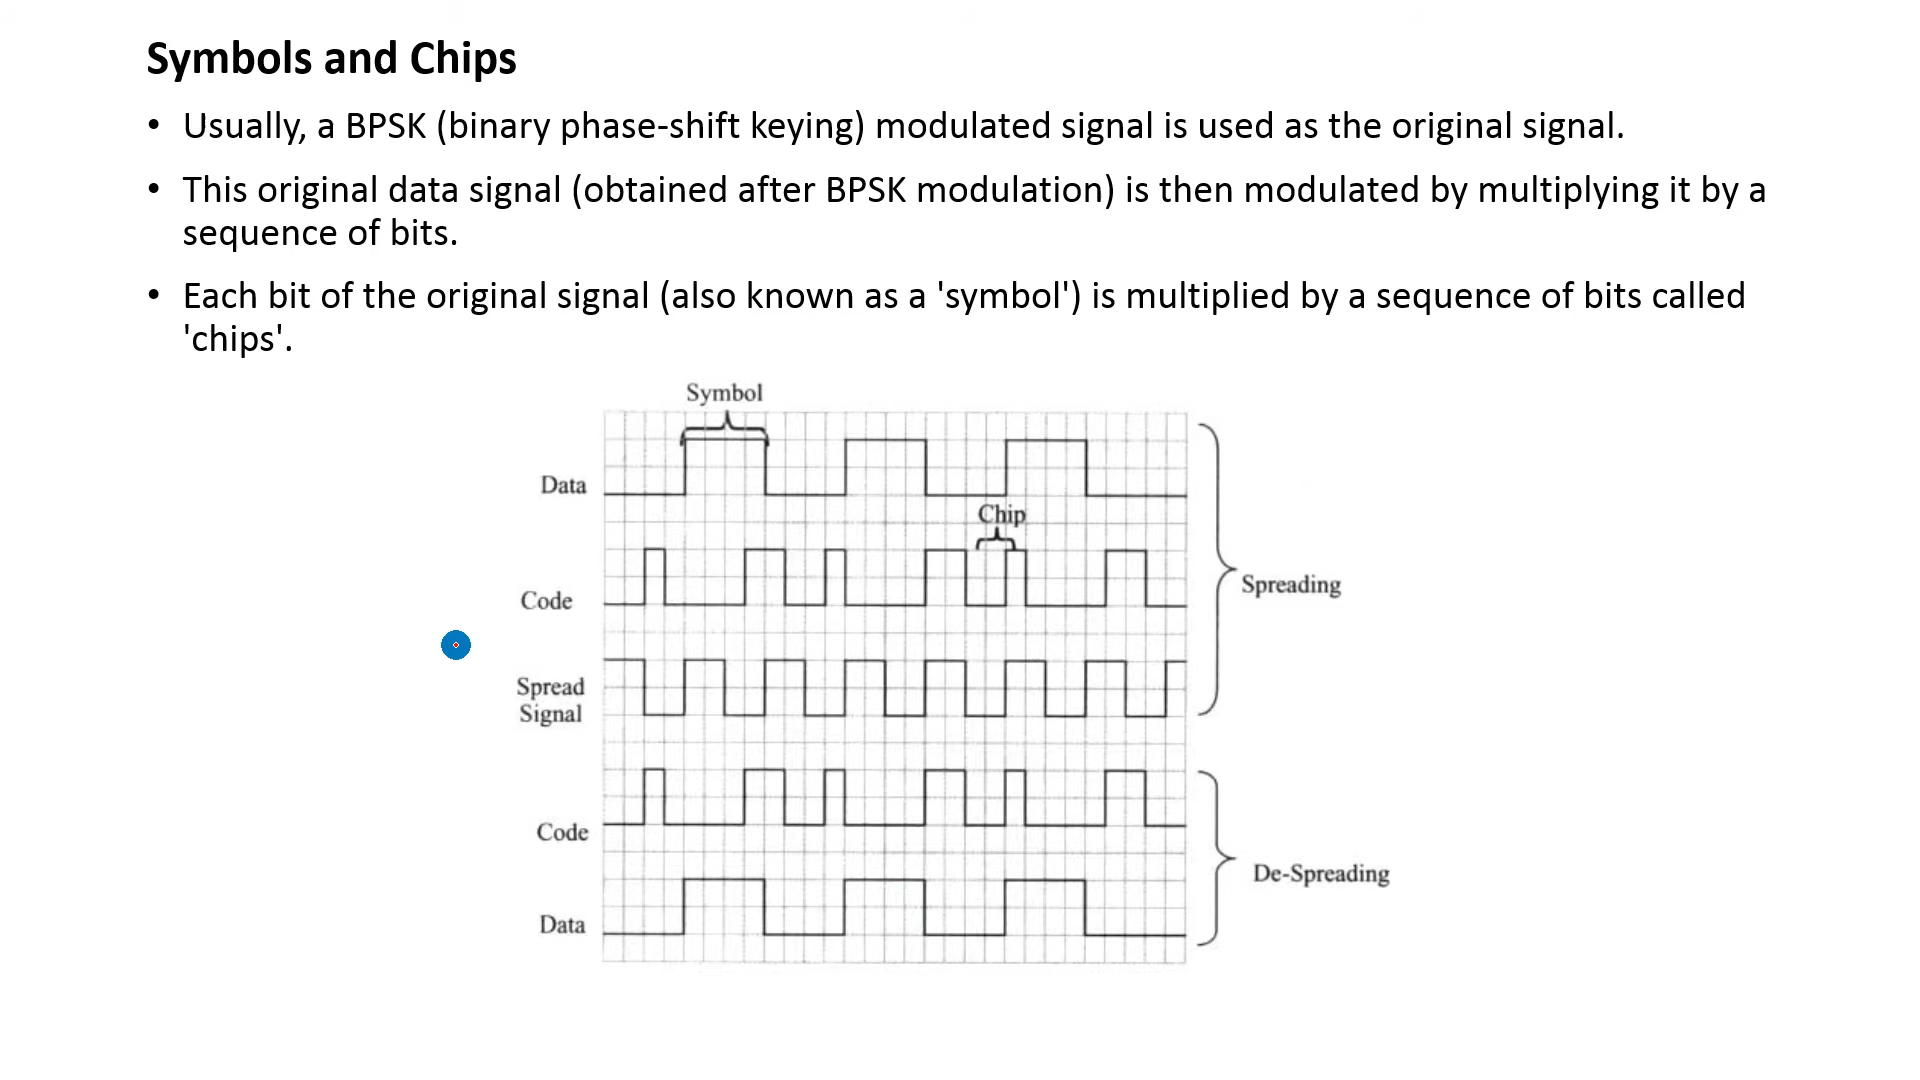 Symbols and Chips
• Usually, a BPSK (binary phase-shift keying) modulated signal is used as the original signal.
• This original data signal (obtained after BPSK modulation) is then modulated by multiplying it by a
sequence of bits.
• Each bit of the original signal (also known as a 'symbol') is multiplied by a sequence of bits called
'chips'.
Symbol
Data
Chip
Code
Spreading
Spread
Signal
Code
De-Spreading
Data